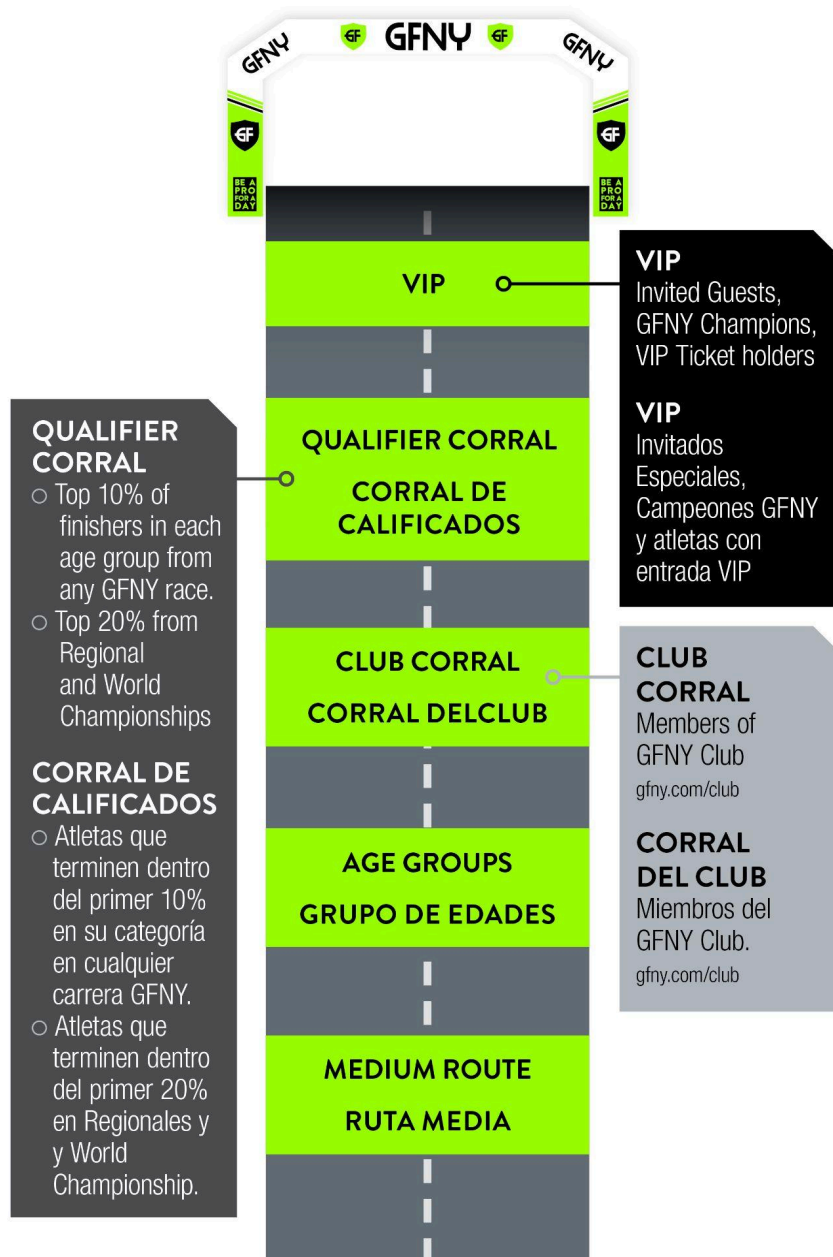 GFNY
GF
GFNY
GF
GFNY
GF
GF
BE A
PRO
FOR A
DAY
BE A
PRO
FOR A
DAY
VIP
VIP
Invited Guests,
GFNY Champions,
VIP Ticket holders
VIP
Invitados
Especiales,
Campeones GFNY
y atletas con
entrada VIP
QUALIFIER CORRAL
CORRAL DE
CALIFICADOS
QUALIFIER
CORRAL
Top 10% of
finishers in each
age group from
any GFNY race.
Top 20% from
Regional
and World
Championships
CORRAL DE
CALIFICADOS
Atletas que
terminen dentro
del primer 10%
en su categoría
en cualquier
carrera GFNY.
Atletas que
terminen dentro
del primer 20%
en Regionales y
y World
Championship.
CLUB CORRAL
CORRAL DELCLUB
CLUB
CORRAL
Members of
GFNY Club
gfny.com/club
CORRAL
DEL CLUB
Miembros del
GFNY Club.
gfny.com/club
AGE GROUPS
GRUPO DE EDADES
MEDIUM ROUTE
RUTA MEDIA